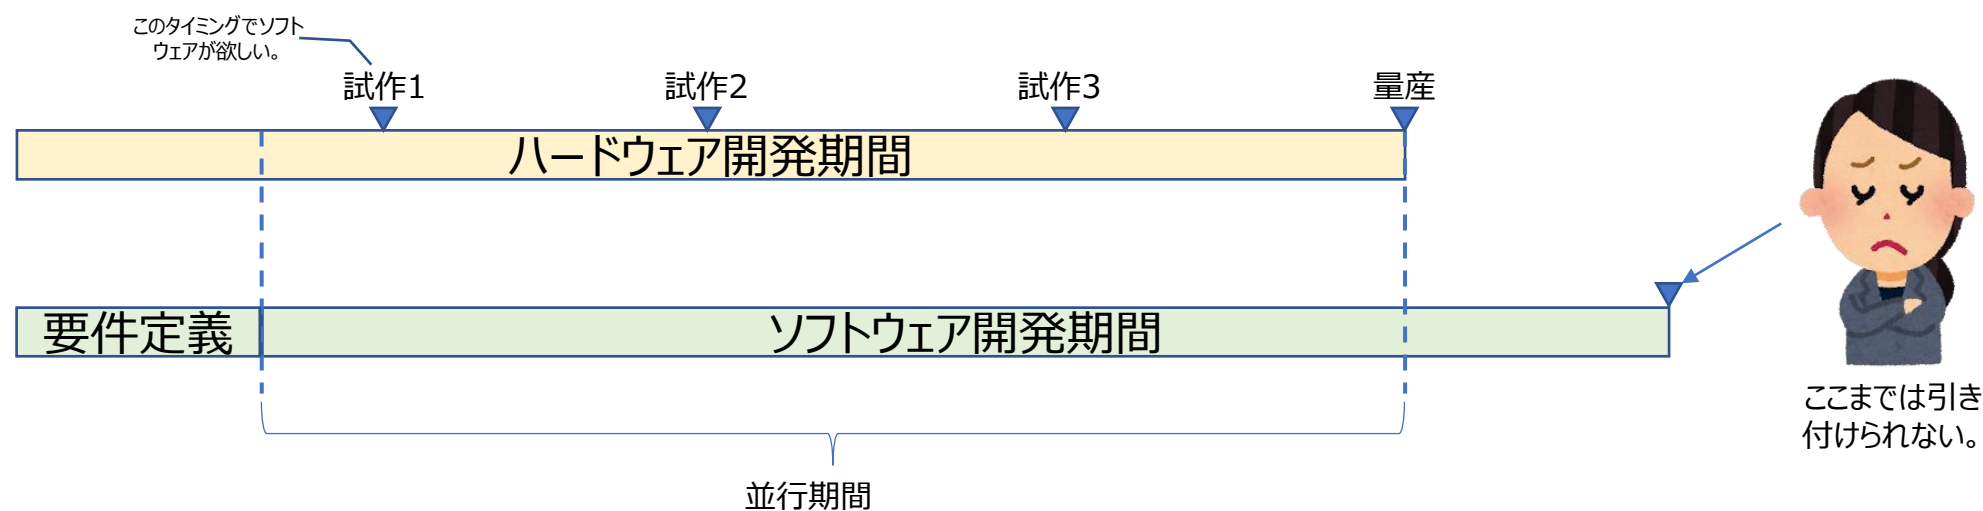 このタイミングでソフト
ウェアが欲しい。
試作1
試作2
試作3
量産
ハードウェア開発期間
要件定義
ソフトウェア開発期間
ここまでは引き
付けられない。
並行期間